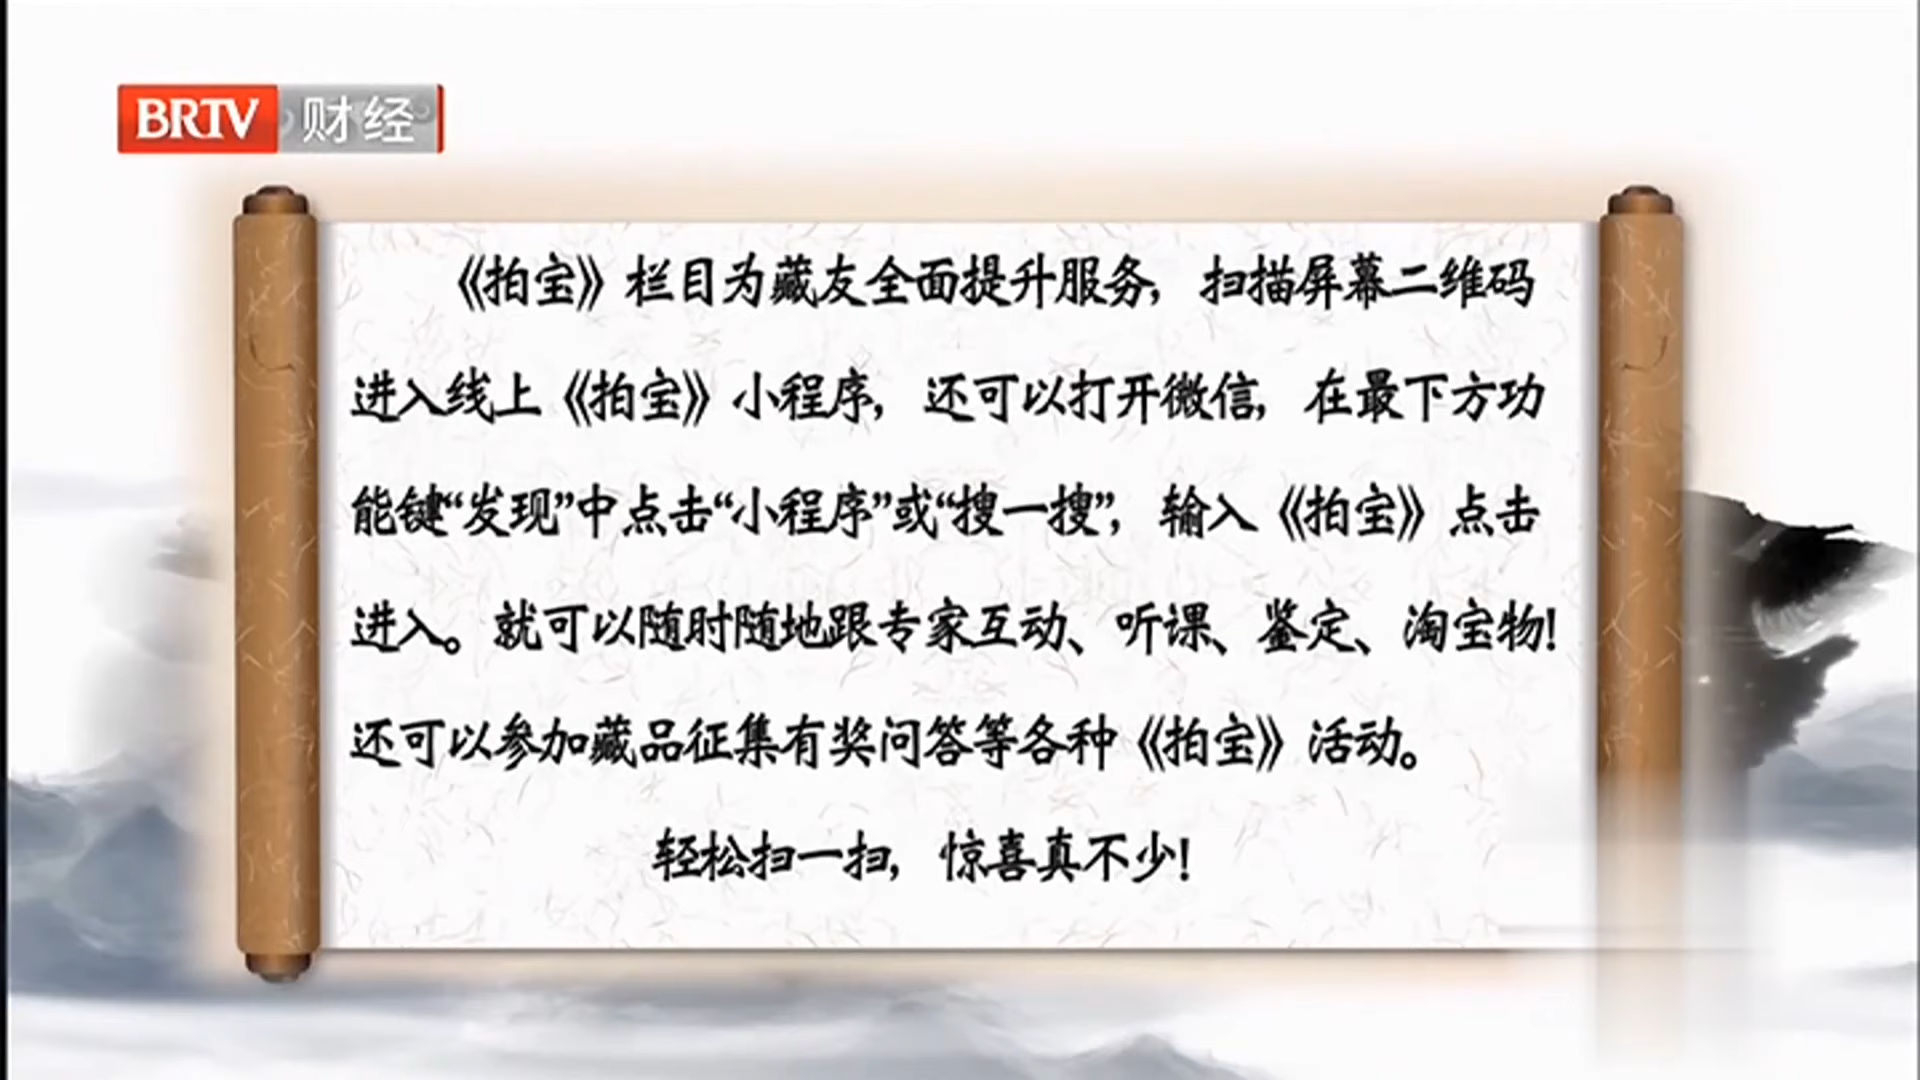 BRTV 财经
《拍宝》栏目为藏友全面提升服务，扫描屏幕二维码
进入线上《拍宝》小程序，还可以打开微信，在最下方功
能键“发现”中点击“小程序”或“搜一搜”，输入《拍宝》点击
进入。就可以随时随地跟专家互动、听课、鉴定、淘宝物！
还可以参加藏品征集有奖问答等各种《拍宝》活动。
轻松扫一扫，惊喜真不少！